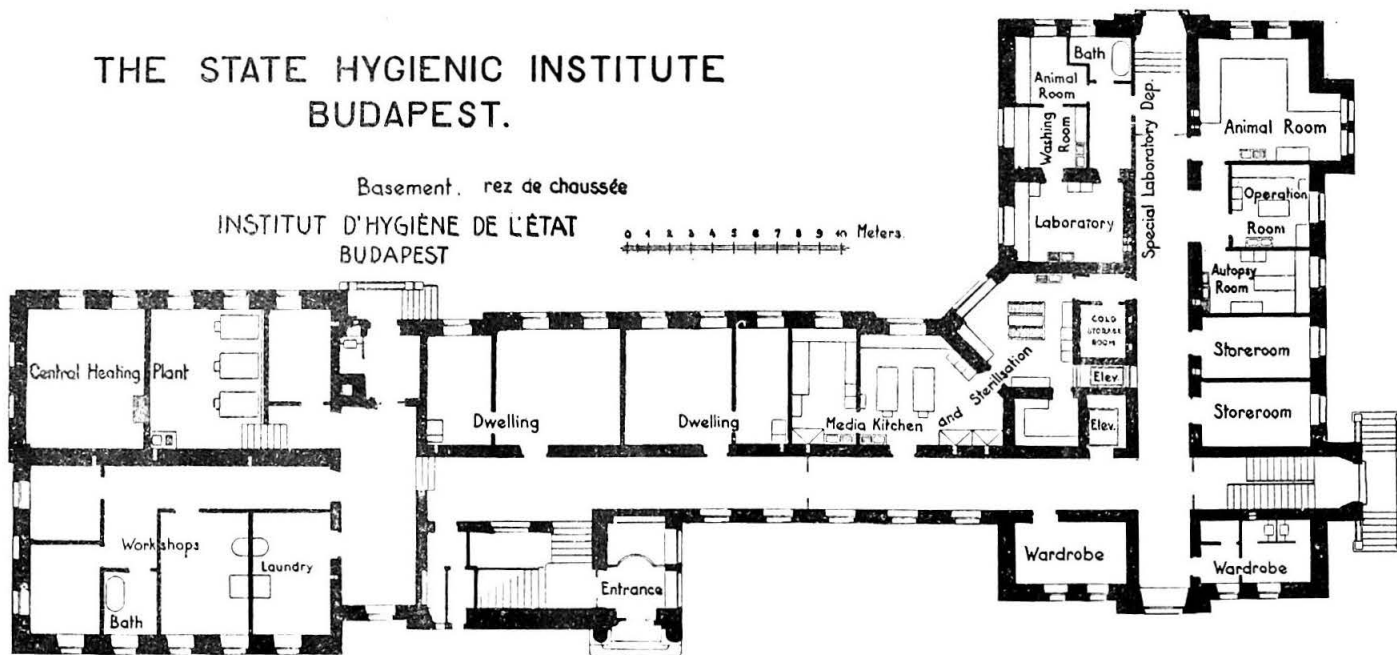 THE STATE HYGIENIC INSTITUTE
BUDAPEST.
Basement. rez de chaussée
INSTITUT D'HYGIÈNE DE L'ÉTAT
BUDAPEST
0 1 2 3 4 5 6 7 8 9 10 Meters.
Bath
Animal
Room
Washing
Room
Laboratory
Special Laboratory Dep.
Animal Room
Operation
Room
Autopsy
Room
COLD
STORAGE
ROOM
Storeroom
Storeroom
Elev.
Elev.
Central Heating Plant
Dwelling
Dwelling
Media Kitchen
and Sterilisation
Workshops
Laundry
Bath
Entrance
Wardrobe
Wardrobe